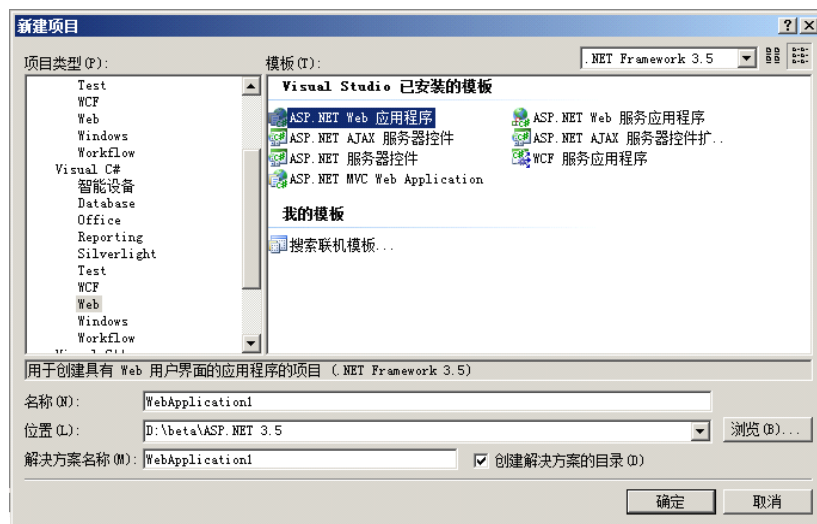 新建项目
项目类型(P):
模板(T):
.NET Framework 3.5
Test
WCF
Web
Windows
Workflow
Visual C#
智能设备
Database
Office
Reporting
Silverlight
Test
WCF
Web
Windows
Workflow
Visual Studio 已安装的模板
ASP.NET Web 应用程序
ASP.NET Web 服务应用程序
ASP.NET AJAX 服务器控件
ASP.NET AJAX 服务器控件扩..
ASP.NET 服务器控件
WCF 服务应用程序
ASP.NET MVC Web Application
我的模板
搜索联机模板...
用于创建具有 Web 用户界面的应用程序的项目 (.NET Framework 3.5)
名称(N):
WebApplication1
位置(L):
D:\beta\ASP.NET 3.5
浏览(B)...
解决方案名称(M):
WebApplication1
创建解决方案的目录(D)
确定
取消